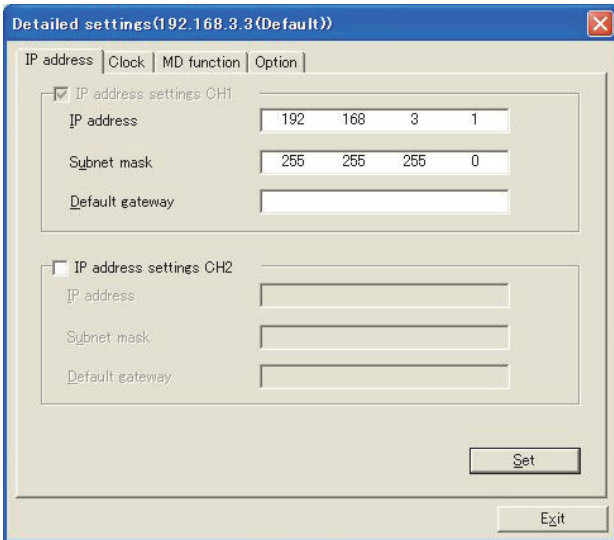 Detailed settings(192.168.3.3(Default))
IP address Clock MD function Option
IP address settings CH1
IP address 192 168 3 1
Subnet mask 255 255 255 0
Default gateway
IP address settings CH2
IP address
Subnet mask
Default gateway
Set
Exit